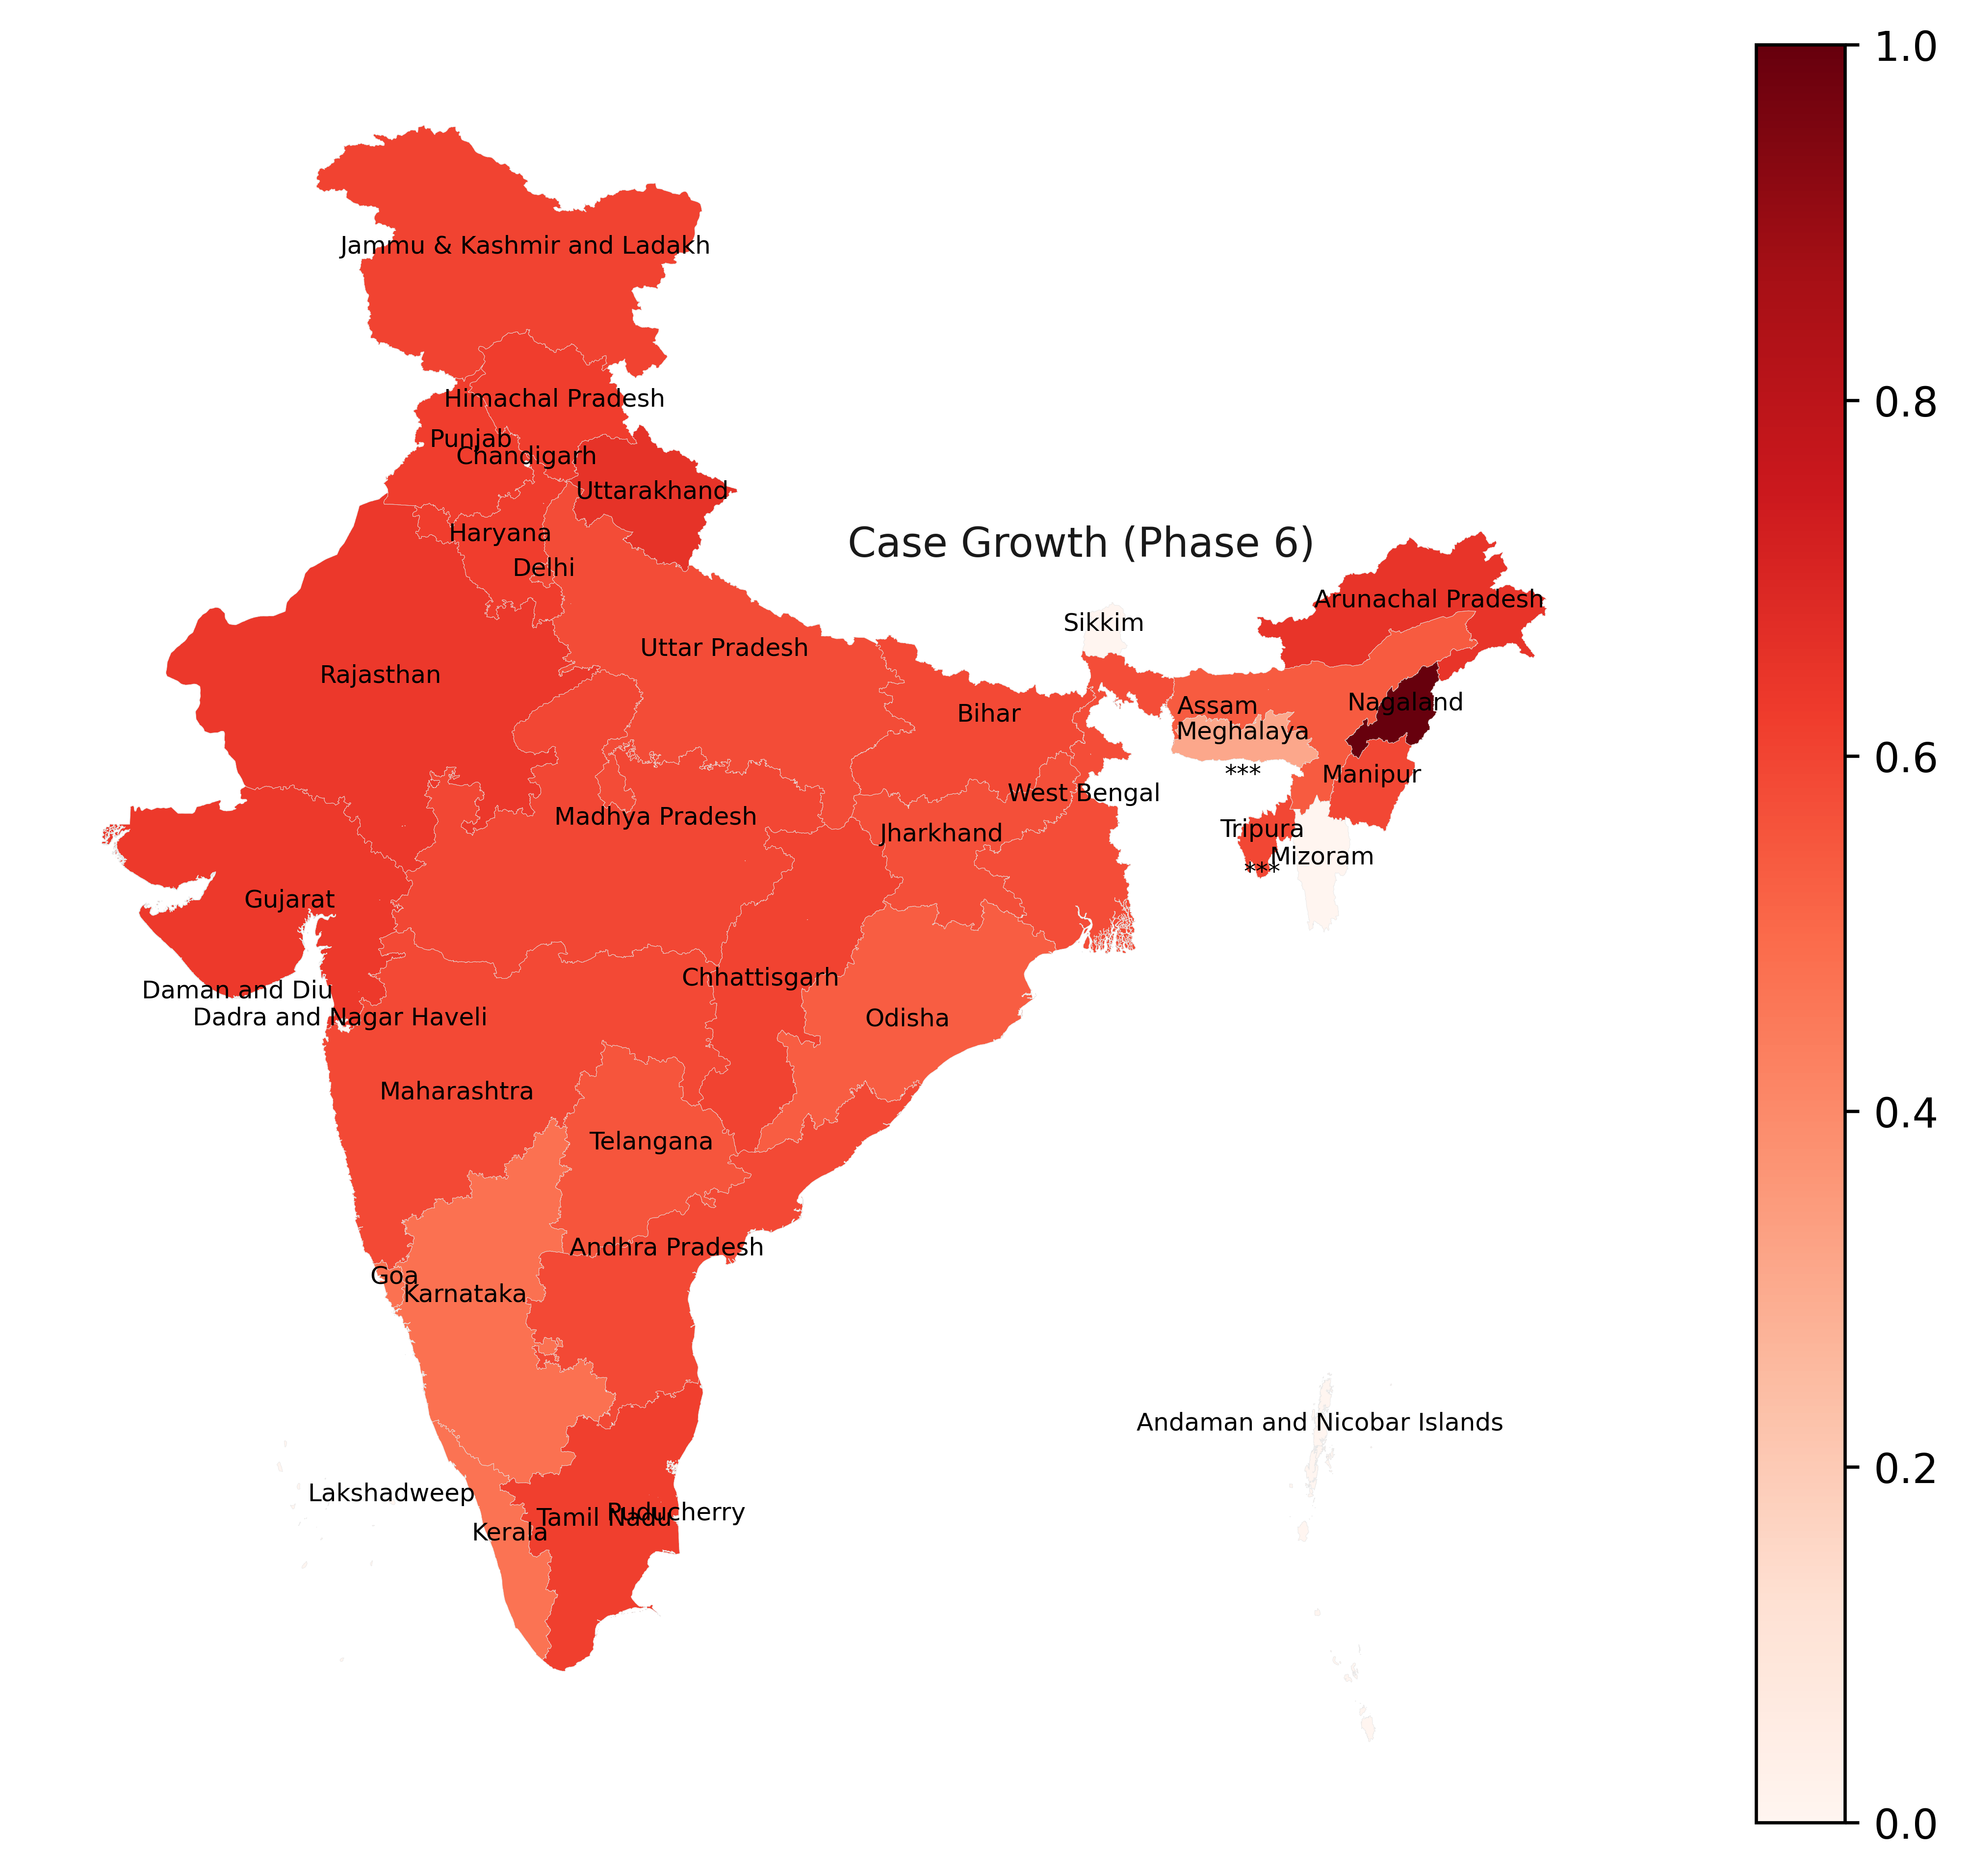 1.0
Jammu & Kashmir and Ladakh
Himachal Pradesh
0.8
Punjab
Chandigarh
Uttarakhand
Haryana
Case Growth (Phase 6)
Delhi
Arunachal Pradesh
Sikkim
Uttar Pradesh
Rajasthan
Nagaland
Assam
Bihar
Meghalaya
0.6
***
Manipur
West Bengal
Madhya Pradesh
Tripura
Jharkhand
Mizoram
***
Gujarat
Chhattisgarh
Daman and Diu
Dadra and Nagar Haveli
Odisha
Maharashtra
0.4
Telangana
Andhra Pradesh
Goa
Karnataka
Andaman and Nicobar Islands
0.2
Lakshadweep
Puducherry
Tamil Nadu
Kerala
0.0